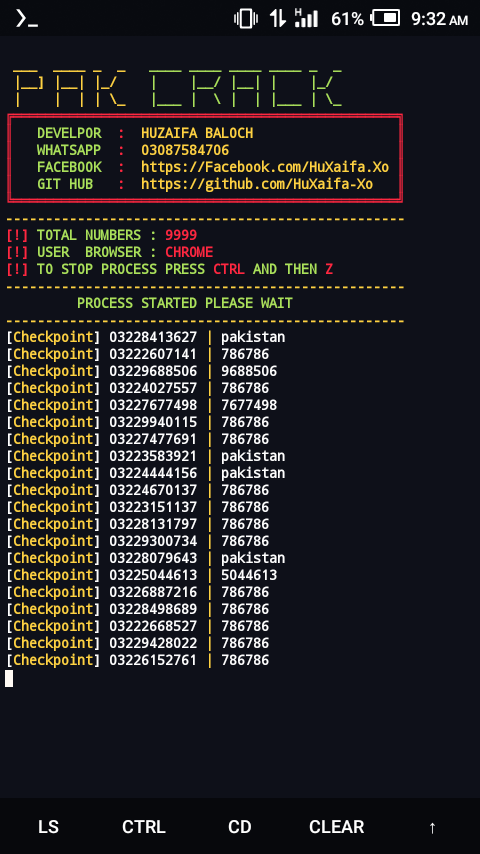 PAK CRACK
DEVELPOR : HUZAIFA BALOCH
WHATSAPP : 03087584706
FACEBOOK : https://Facebook.com/HuXaifa.Xo
GIT HUB : https://github.com/HuXaifa-Xo
[!] TOTAL NUMBERS : 9999
[!] USER BROWSER : CHROME
[!] TO STOP PROCESS PRESS CTRL AND THEN Z
PROCESS STARTED PLEASE WAIT
[Checkpoint] 03228413627 | pakistan
[Checkpoint] 03222607141 | 786786
[Checkpoint] 03229688506 | 9688506
[Checkpoint] 03224027557 | 786786
[Checkpoint] 03227677498 | 7677498
[Checkpoint] 03229940115 | 786786
[Checkpoint] 03227477691 | 786786
[Checkpoint] 03223583921 | pakistan
[Checkpoint] 03224444156 | pakistan
[Checkpoint] 03224670137 | 786786
[Checkpoint] 03223151137 | 786786
[Checkpoint] 03228131797 | 786786
[Checkpoint] 03229300734 | 786786
[Checkpoint] 03228079643 | pakistan
[Checkpoint] 03225044613 | 5044613
[Checkpoint] 03226887216 | 786786
[Checkpoint] 03228498689 | 786786
[Checkpoint] 03222668527 | 786786
[Checkpoint] 03229428022 | 786786
[Checkpoint] 03226152761 | 786786
H 61% 9:32 AM
LS CTRL CD CLEAR ↑